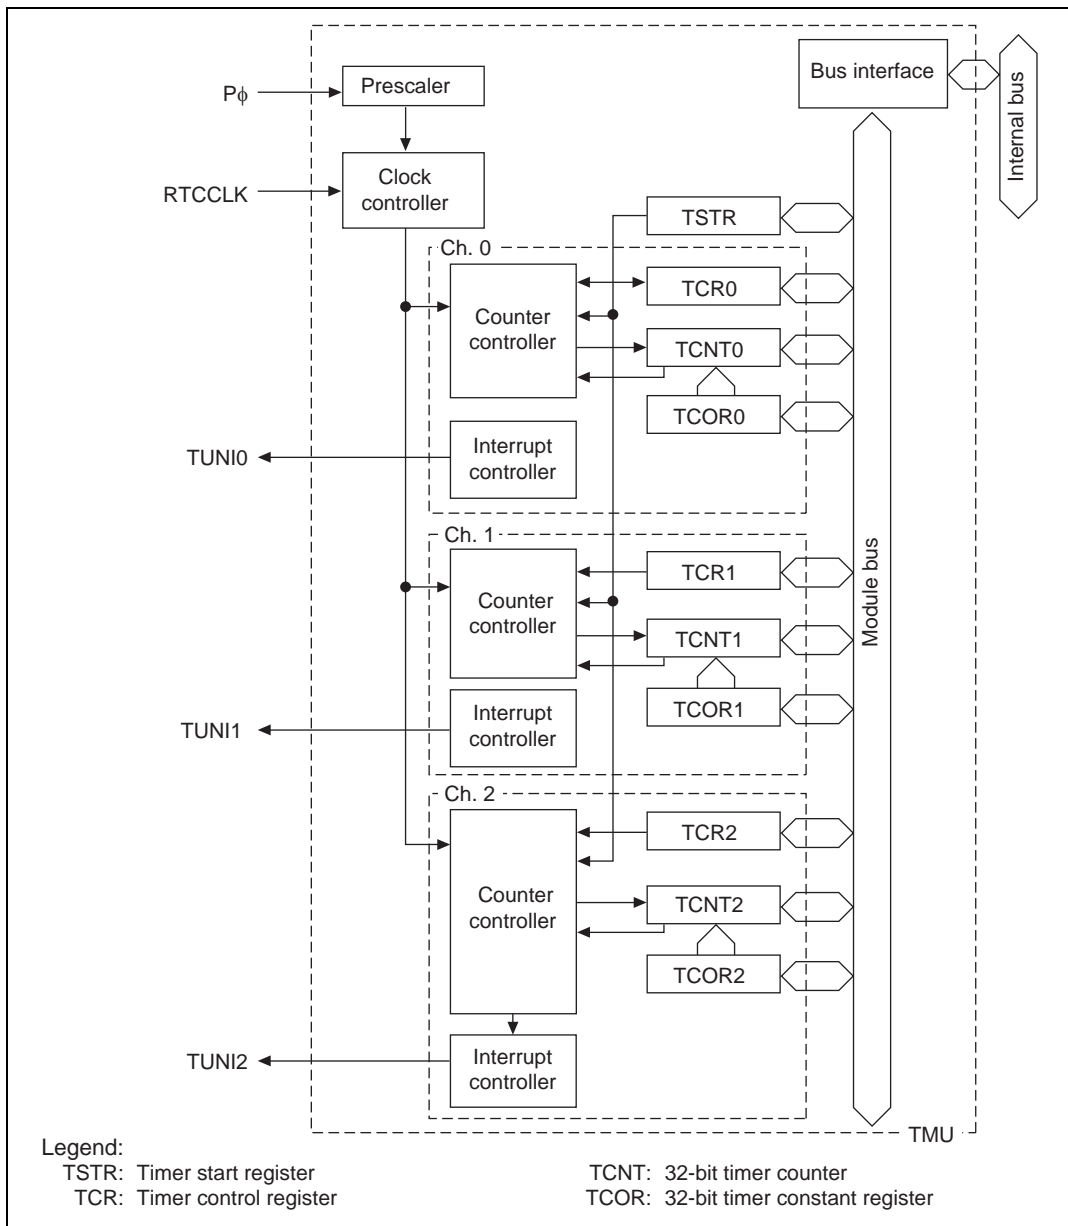 Bus interface
Internal bus
Prescaler
Pϕ
Clock
controller
RTCCLK
TSTR
Ch. 0
TCR0
Counter
controller
TCNT0
TCOR0
Interrupt
controller
TUNI0
Ch. 1
TCR1
Counter
controller
TCNT1
Module bus
TCOR1
Interrupt
controller
TUNI1
Ch. 2
TCR2
Counter
controller
TCNT2
TCOR2
Interrupt
controller
TUNI2
TMU
Legend:
TSTR: Timer start register
TCR: Timer control register
TCNT: 32-bit timer counter
TCOR: 32-bit timer constant register